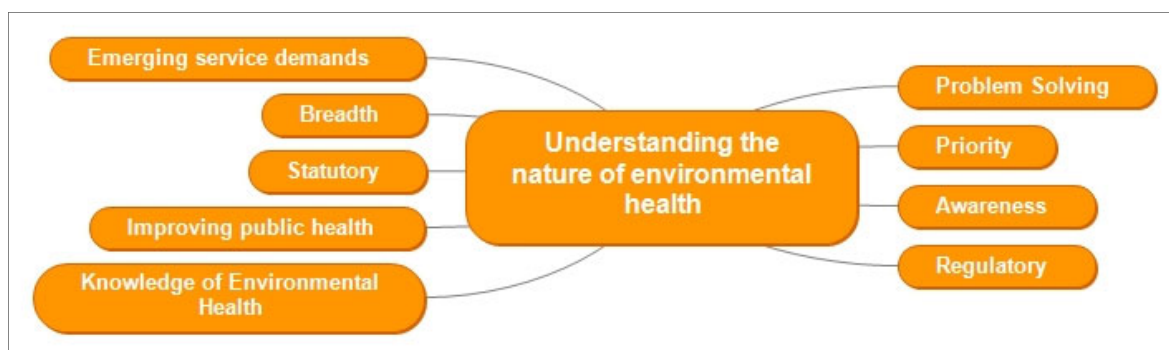 Emerging service demands
Breadth
Statutory
Improving public health
Knowledge of Environmental
Health
Understanding the
nature of environmental
health
Problem Solving
Priority
Awareness
Regulatory